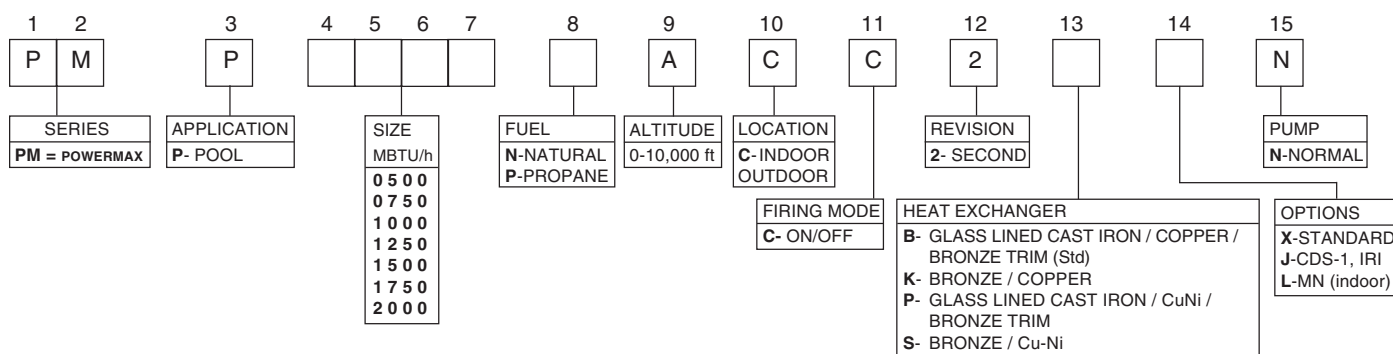 1 2 3 4 5 6 7 8 9 10 11 12 13 14 15
P M P A C C 2 N
SERIES
PM = POWERMAX
APPLICATION
P- POOL
SIZE
MBTU/h
0500
0750
1000
1250
1500
1750
2000
FUEL
N-NATURAL
P-PROPANE
ALTITUDE
0-10,000 ft
LOCATION
C-INDOOR
OUTDOOR
FIRING MODE
C- ON/OFF
REVISION
2- SECOND
HEAT EXCHANGER
B- GLASS LINED CAST IRON / COPPER /
BRONZE TRIM (Std)
K- BRONZE / COPPER
P- GLASS LINED CAST IRON / CuNi /
BRONZE TRIM
S- BRONZE / Cu-Ni
PUMP
N-NORMAL
OPTIONS
X-STANDARD
J-CDS-1, IRI
L-MN (indoor)